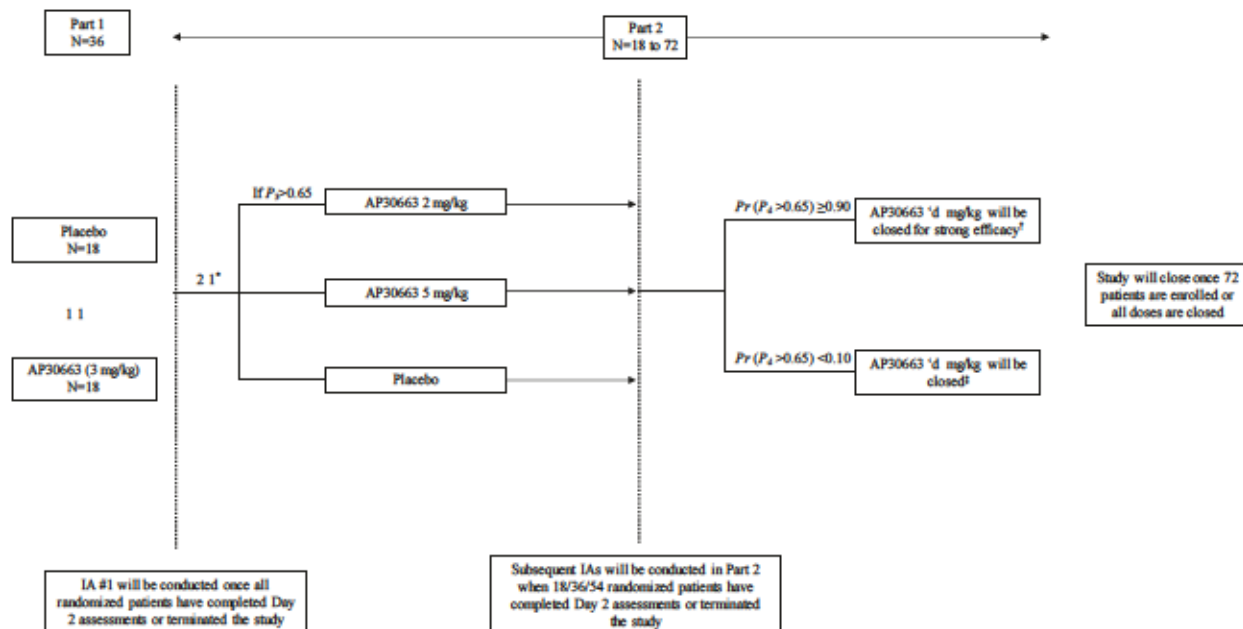 Part 1
N=36
Part 2
N=18 to 72
If P₃>0.65
AP30663 2 mg/kg
Placebo
N=18
2 1*
AP30663 5 mg/kg
1 1
AP30663 (3 mg/kg)
N=18
Placebo
Pr (P_d >0.65) ≥0.90
AP30663 'd mg/kg will be
closed for strong efficacy†
Pr (P_d >0.65) <0.10
AP30663 'd mg/kg will be
closed‡
Study will close once 72
patients are enrolled or
all doses are closed
IA #1 will be conducted once all
randomized patients have completed Day
2 assessments or terminated the study
Subsequent IAs will be conducted in Part 2
when 18/36/54 randomized patients have
completed Day 2 assessments or terminated
the study